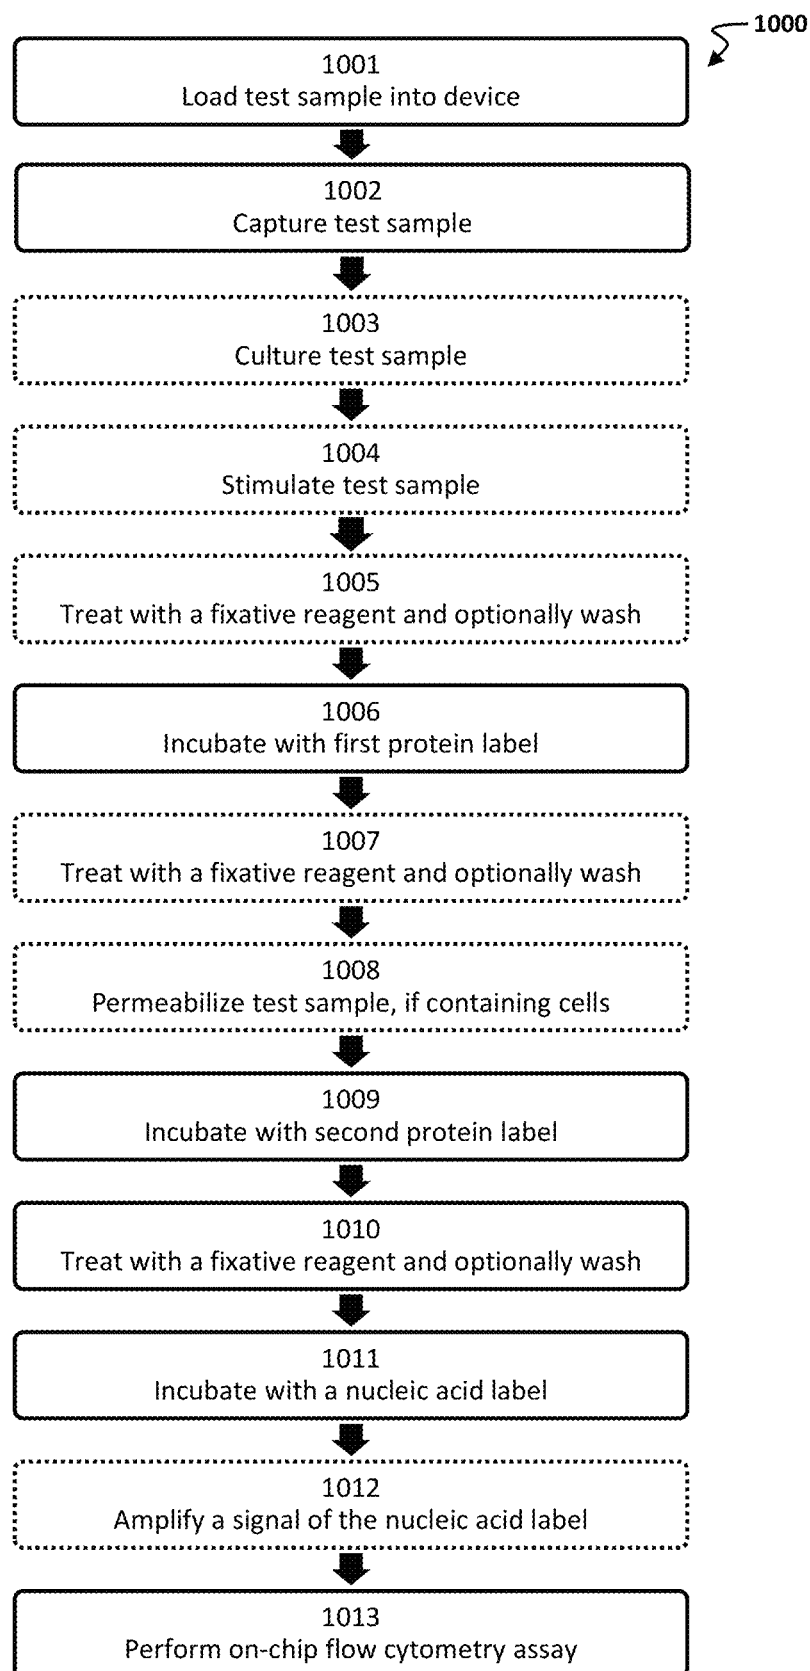 1000
1001
Load test sample into device
1002
Capture test sample
1003
Culture test sample
1004
Stimulate test sample
1005
Treat with a fixative reagent and optionally wash
1006
Incubate with first protein label
1007
Treat with a fixative reagent and optionally wash
1008
Permeabilize test sample, if containing cells
1009
Incubate with second protein label
1010
Treat with a fixative reagent and optionally wash
1011
Incubate with a nucleic acid label
1012
Amplify a signal of the nucleic acid label
1013
Perform on-chip flow cytometry assay